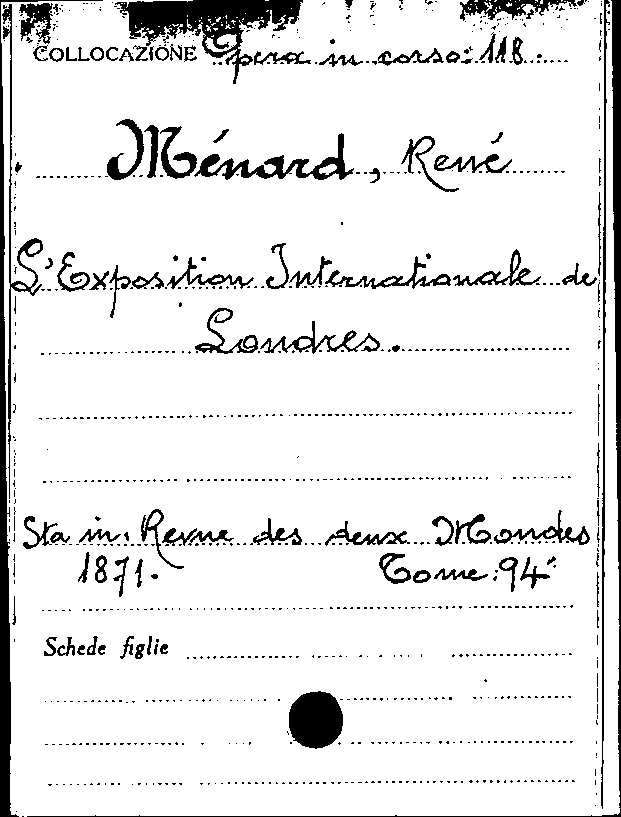 COLLOCAZIONE Opera in corso: 118.
Ménard, René
L'Exposition Internationale de
Londres.
Sta in: Revue des deux Mondes
1871. Tome: 94°
Schede figlie